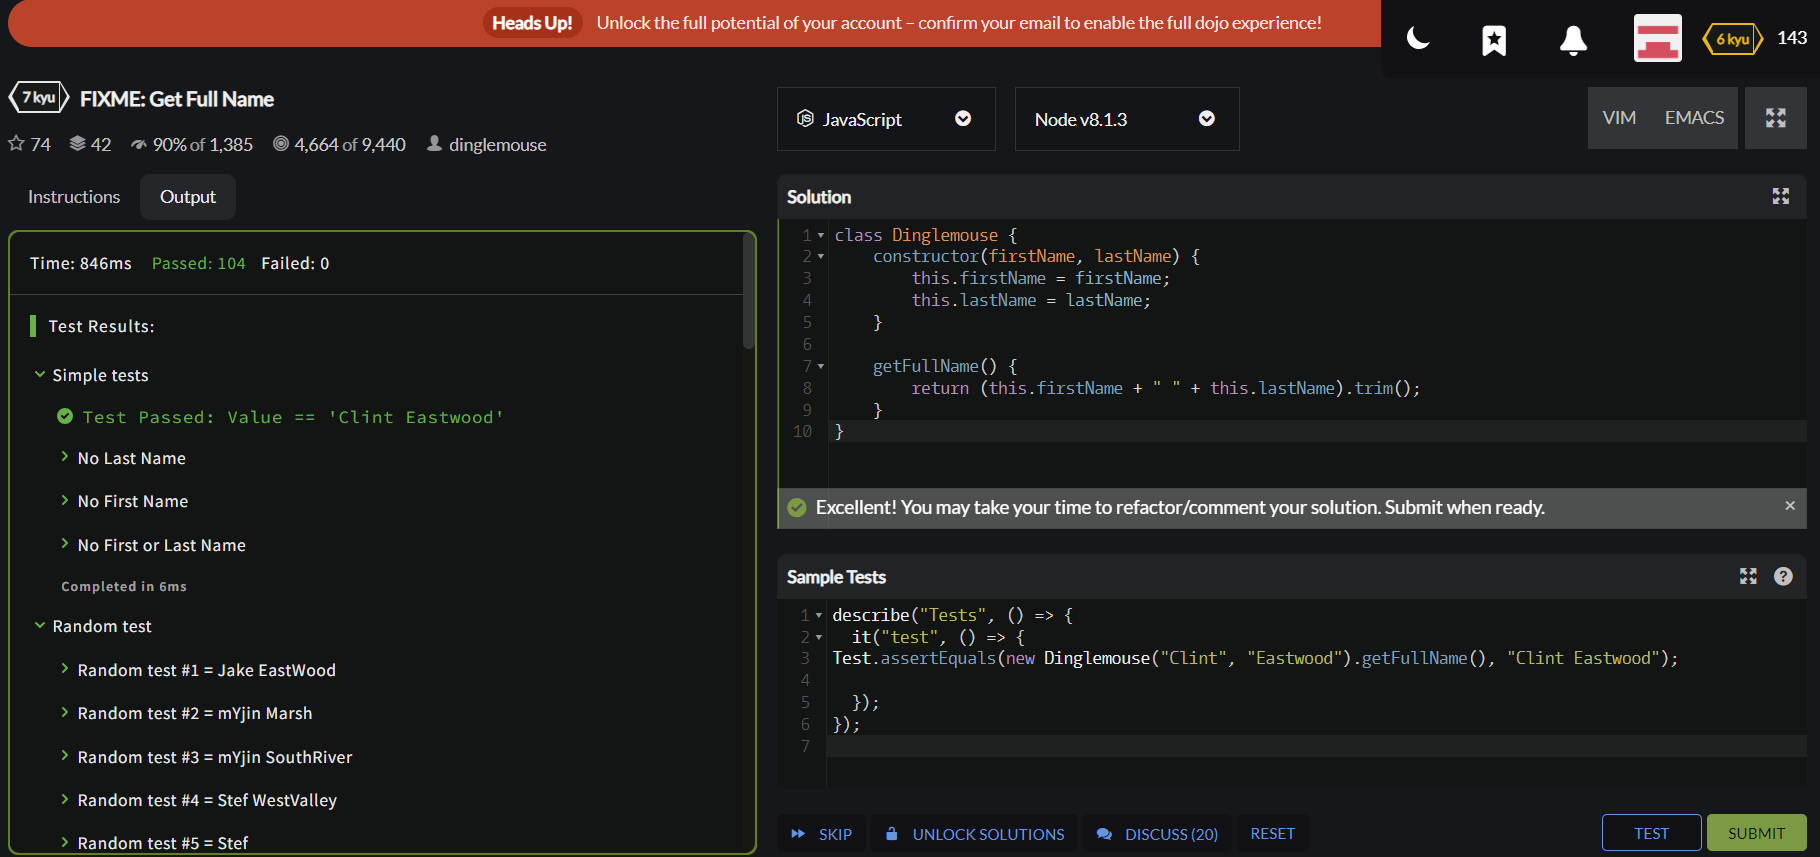 Heads Up! Unlock the full potential of your account – confirm your email to enable the full dojo experience!
6 kyu 143
7 kyu FIXME: Get Full Name
74 42 90% of 1,385 4,664 of 9,440 dinglemouse
Instructions Output
Time: 846ms Passed: 104 Failed: 0
Test Results:
Simple tests
Test Passed: Value == 'Clint Eastwood'
No Last Name
No First Name
No First or Last Name
Completed in 6ms
Random test
Random test #1 = Jake EastWood
Random test #2 = mYjin Marsh
Random test #3 = mYjin SouthRiver
Random test #4 = Stef WestValley
Random test #5 = Stef
JS JavaScript Node v8.1.3 VIM EMACS
Solution
1 class Dinglemouse {
2 constructor(firstName, lastName) {
3 this.firstName = firstName;
4 this.lastName = lastName;
5 }
6
7 getFullName() {
8 return (this.firstName + " " + this.lastName).trim();
9 }
10 }
Excellent! You may take your time to refactor/comment your solution. Submit when ready. ×
Sample Tests ?
1 describe("Tests", () => {
2 it("test", () => {
3 Test.assertEquals(new Dinglemouse("Clint", "Eastwood").getFullName(), "Clint Eastwood");
4
5 });
6 });
7
SKIP UNLOCK SOLUTIONS DISCUSS (20) RESET TEST SUBMIT